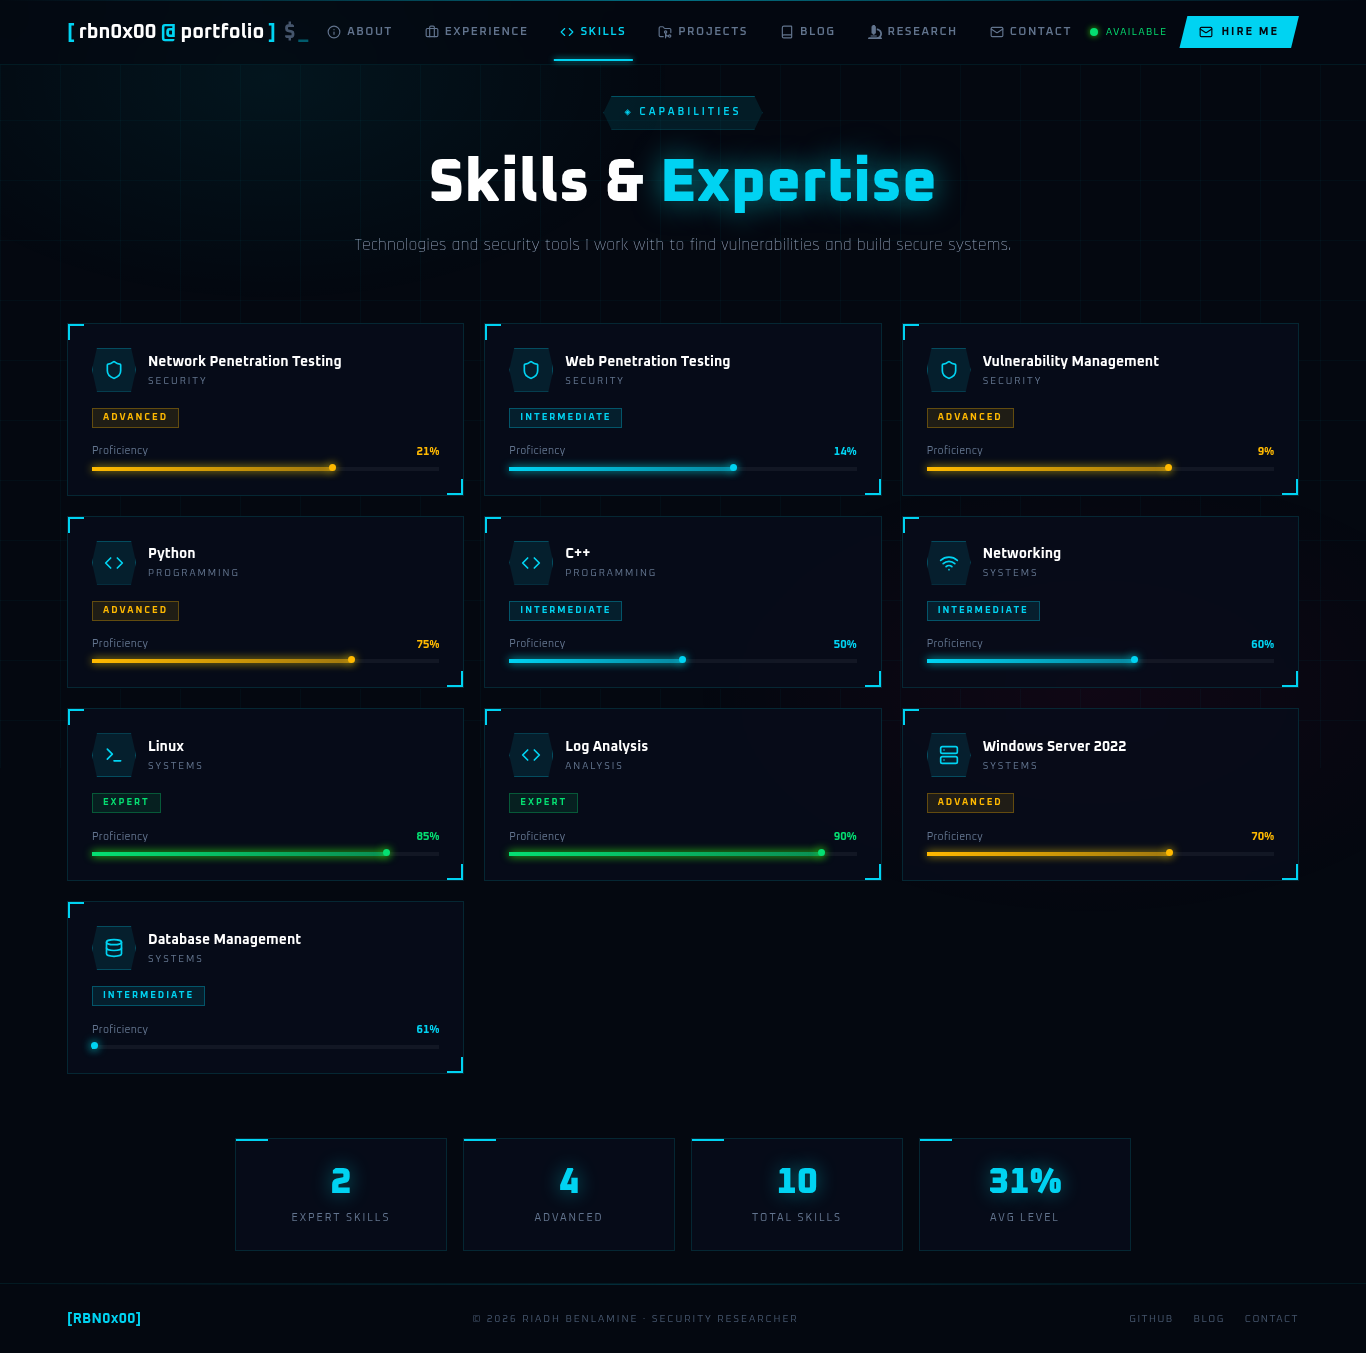 [ rbn0x00 @ portfolio ] $_ ABOUT EXPERIENCE SKILLS PROJECTS BLOG RESEARCH CONTACT AVAILABLE HIRE ME
◈ CAPABILITIES
Skills & Expertise
Technologies and security tools I work with to find vulnerabilities and build secure systems.
Network Penetration Testing
SECURITY
ADVANCED
Proficiency 21%
Web Penetration Testing
SECURITY
INTERMEDIATE
Proficiency 14%
Vulnerability Management
SECURITY
ADVANCED
Proficiency 9%
Python
PROGRAMMING
ADVANCED
Proficiency 75%
C++
PROGRAMMING
INTERMEDIATE
Proficiency 50%
Networking
SYSTEMS
INTERMEDIATE
Proficiency 60%
Linux
SYSTEMS
EXPERT
Proficiency 85%
Log Analysis
ANALYSIS
EXPERT
Proficiency 90%
Windows Server 2022
SYSTEMS
ADVANCED
Proficiency 70%
Database Management
SYSTEMS
INTERMEDIATE
Proficiency 61%
2
EXPERT SKILLS
4
ADVANCED
10
TOTAL SKILLS
31%
AVG LEVEL
[RBN0x00] © 2026 RIADH BENLAMINE · SECURITY RESEARCHER GITHUB BLOG CONTACT